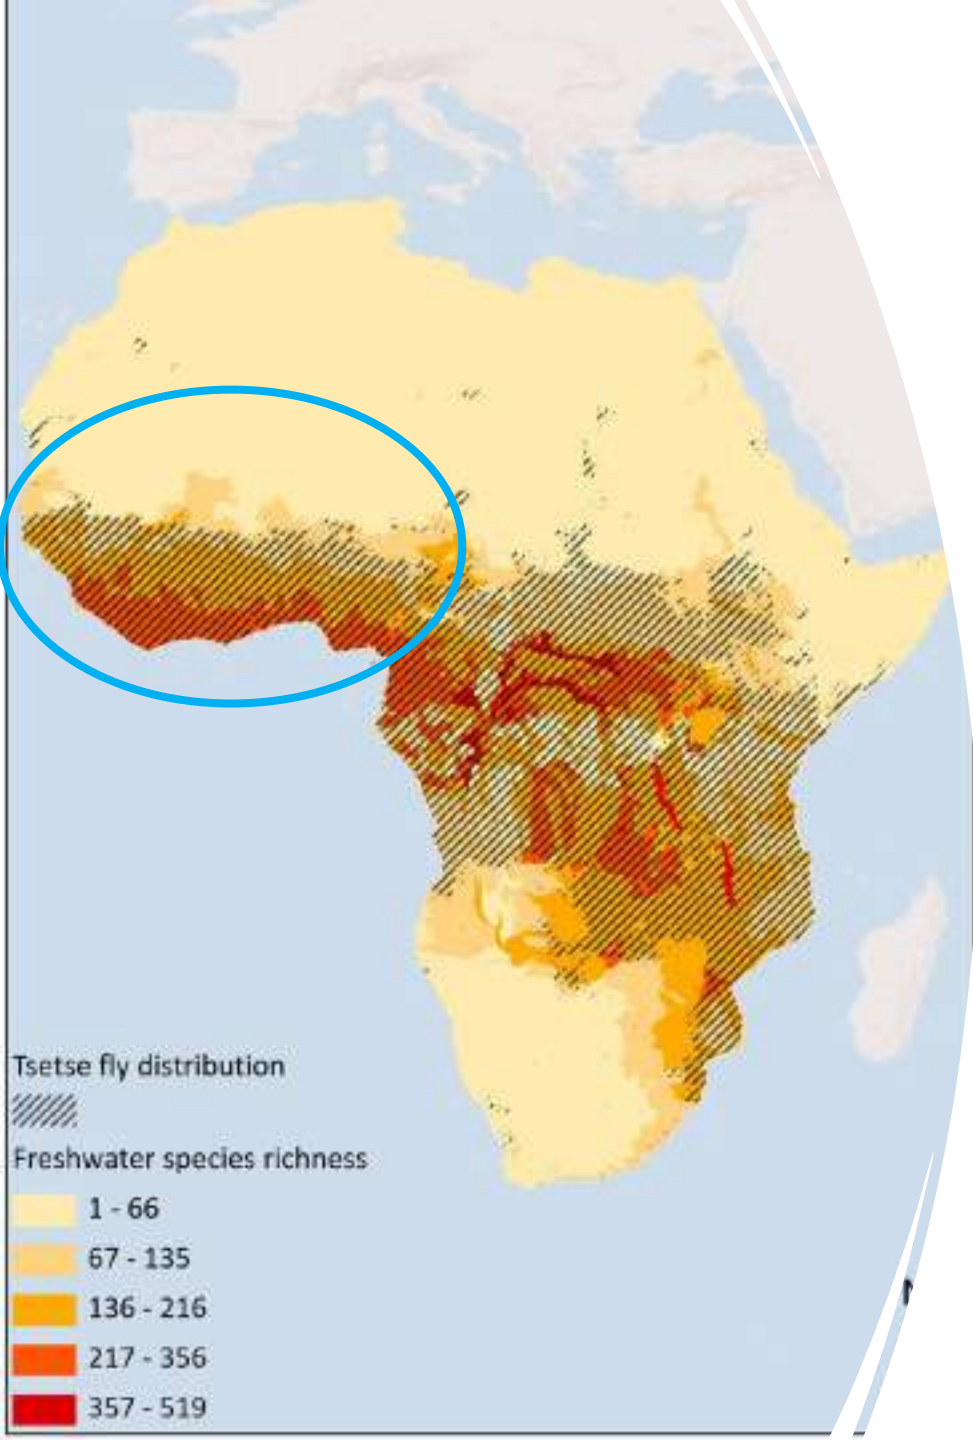 Tsetse fly distribution
Freshwater species richness
1 - 66
67 - 135
136 - 216
217 - 356
357 - 519